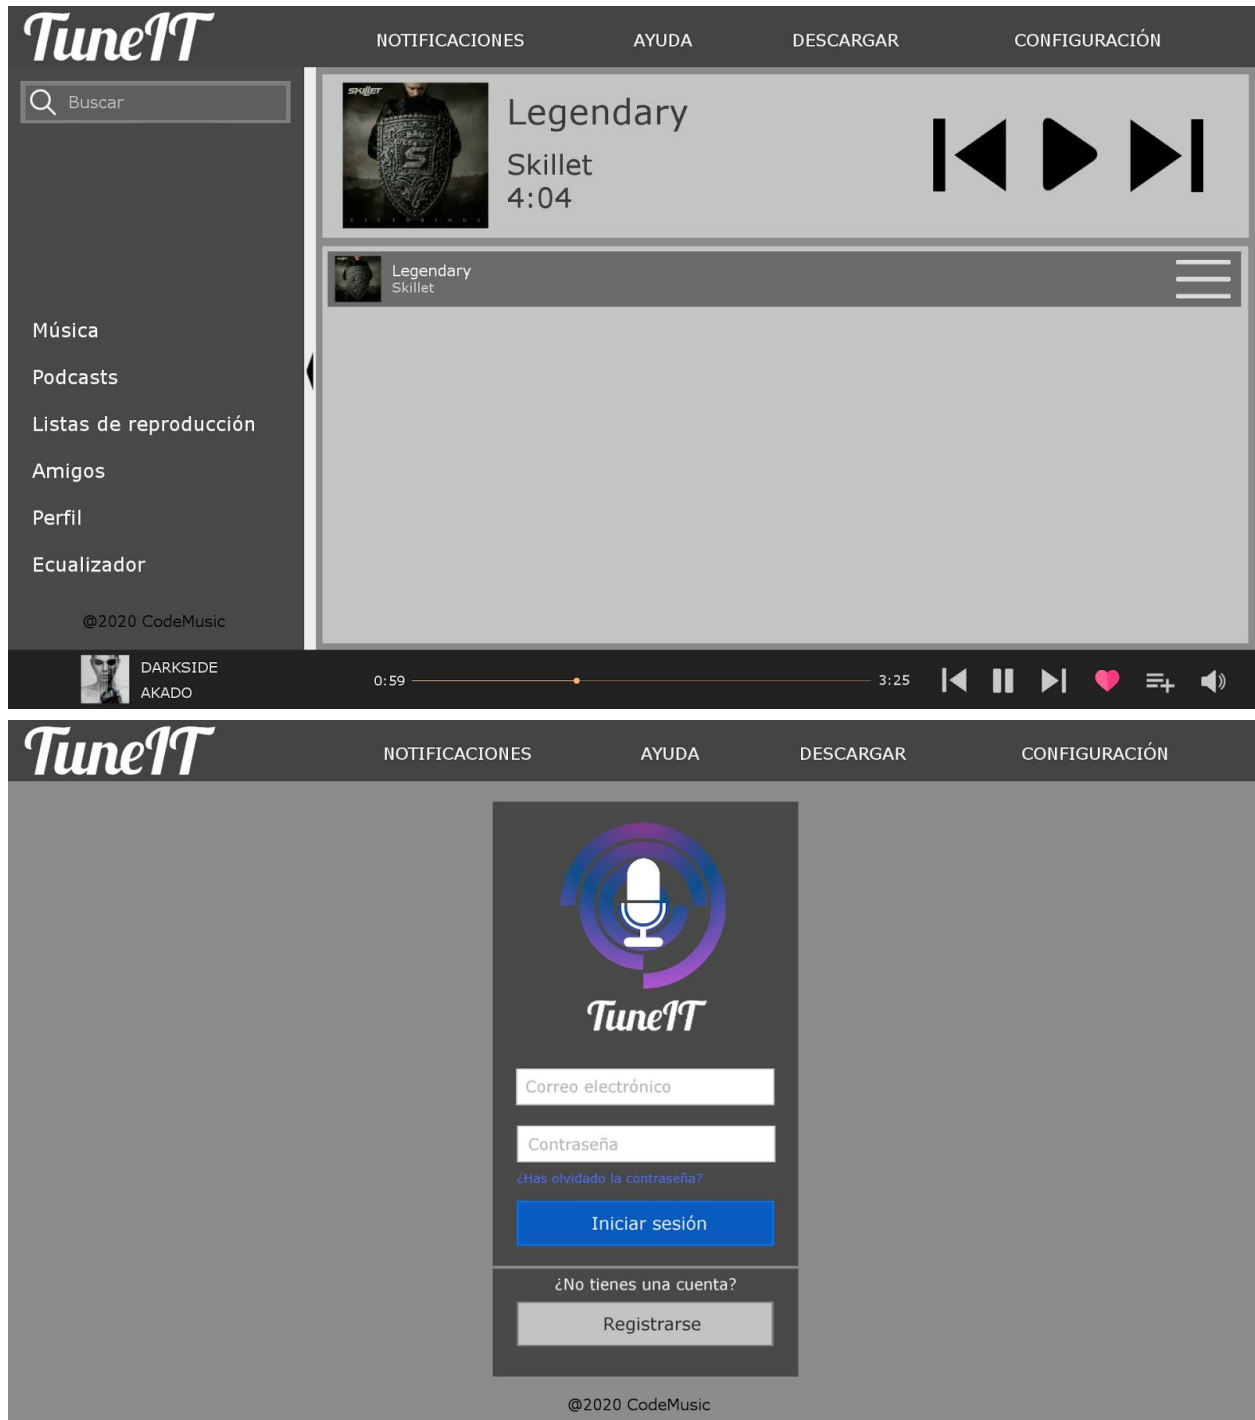 TuneIT
NOTIFICACIONES AYUDA DESCARGAR CONFIGURACIÓN
Buscar
SKILLET
VICTORIOUS
Legendary
Skillet
4:04
Legendary
Skillet
Música
Podcasts
Listas de reproducción
Amigos
Perfil
Ecualizador
@2020 CodeMusic
DARKSIDE
AKADO
0:59 3:25
TuneIT
NOTIFICACIONES AYUDA DESCARGAR CONFIGURACIÓN
TuneIT
Correo electrónico
Contraseña
¿Has olvidado la contraseña?
Iniciar sesión
¿No tienes una cuenta?
Registrarse
@2020 CodeMusic